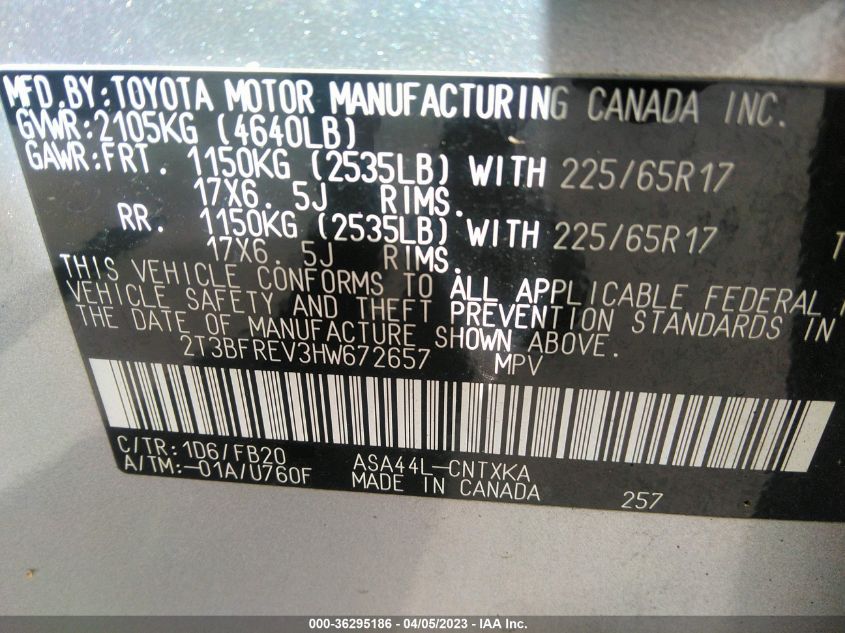 MFD.BY:TOYOTA MOTOR MANUFACTURING CANADA INC.
GVWR:2105KG (4640LB)
GAWR:FRT. 1150KG (2535LB) WITH 225/65R17
17X6. 5J RIMS.
RR. 1150KG (2535LB) WITH 225/65R17
17X6. 5J RIMS.
THIS VEHICLE CONFORMS TO ALL APPLICABLE FEDERAL
VEHICLE SAFETY AND THEFT PREVENTION STANDARDS IN
THE DATE OF MANUFACTURE SHOWN ABOVE.
2T3BFREV3HW672657 MPV
C/TR:1D6/FB20 ASA44L-CNTXKA
A/TM:-01A/U760F MADE IN CANADA 257
000-36295186 - 04/05/2023 - IAA Inc.